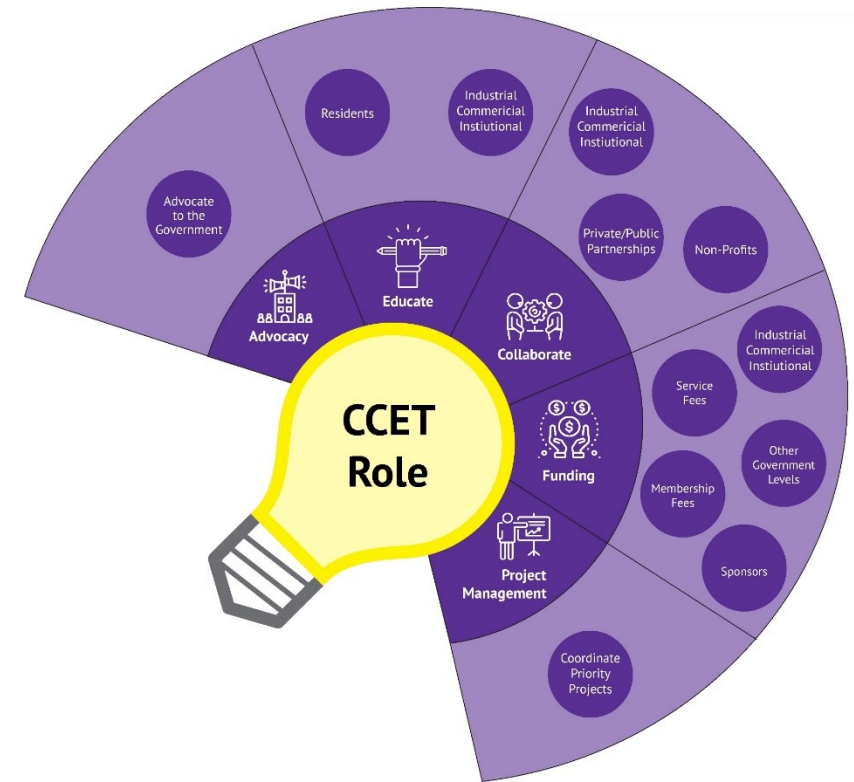 CCET
Role
Advocacy
Advocate
to the
Government
Educate
Residents
Industrial
Commericial
Instiutional
Collaborate
Industrial
Commericial
Instiutional
Private/Public
Partnerships
Non-Profits
Funding
Industrial
Commericial
Instiutional
Service
Fees
Other
Government
Levels
Membership
Fees
Sponsors
Project
Management
Coordinate
Priority
Projects